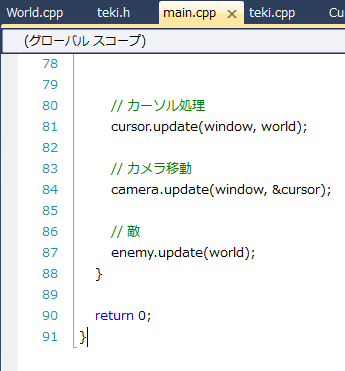 World.cpp teki.h main.cpp × teki.cpp Cu
(グローバル スコープ)
78
79
80 // カーソル処理
81 cursor.update(window, world);
82
83 // カメラ移動
84 camera.update(window, &cursor);
85
86 // 敵
87 enemy.update(world);
88 }
89
90 return 0;
91 }